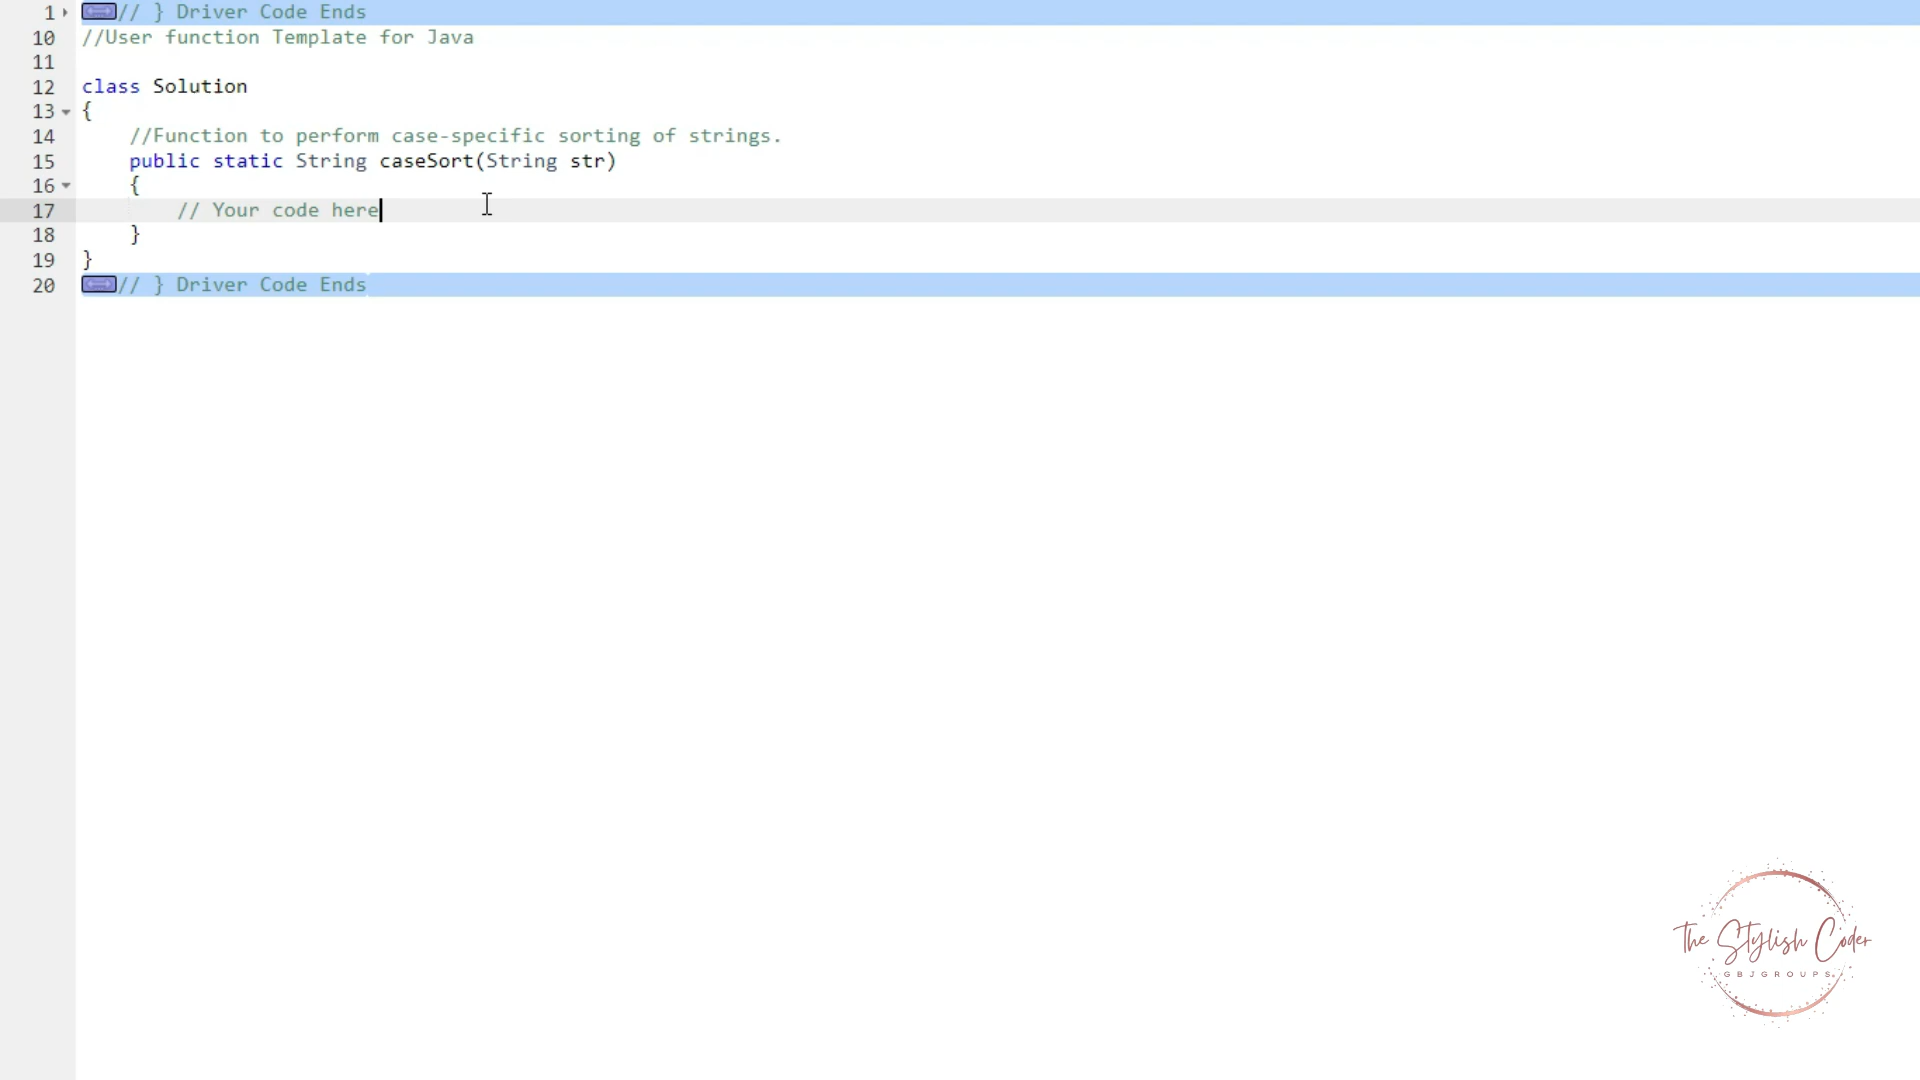 1 // } Driver Code Ends
10 //User function Template for Java
11
12 class Solution
13 {
14 //Function to perform case-specific sorting of strings.
15 public static String caseSort(String str)
16 {
17 // Your code here
18 }
19 }
20 // } Driver Code Ends
The Stylish Coder
GBJGROUPS